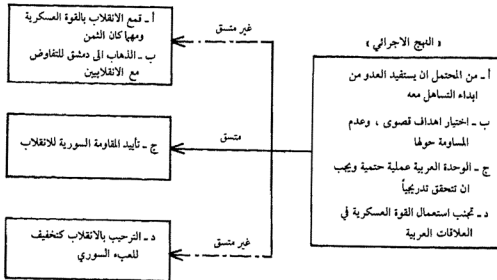 « النهج الاجرائي »
أ ـ من المحتمل ان يستفيد العدو من
ابداء التساهل معه
ب ـ اختيار اهداف قصوى ، وعدم
المساومة حولها
ج ـ الوحدة العربية عملية حتمية ويجب
ان تتحقق تدريجياً
د ـ تجنب استعمال القوة العسكرية في
العلاقات العربية
غير متسق
أ ـ قمع الانقلاب بالقوة العسكرية
ومهما كان الثمن
ب ـ الذهاب الى دمشق للتفاوض
مع الانقلابيين
متسق
ج ـ تأييد المقاومة السورية للانقلاب
غير متسق
د ـ الترحيب بالانقلاب كتخفيف
للعبء السوري